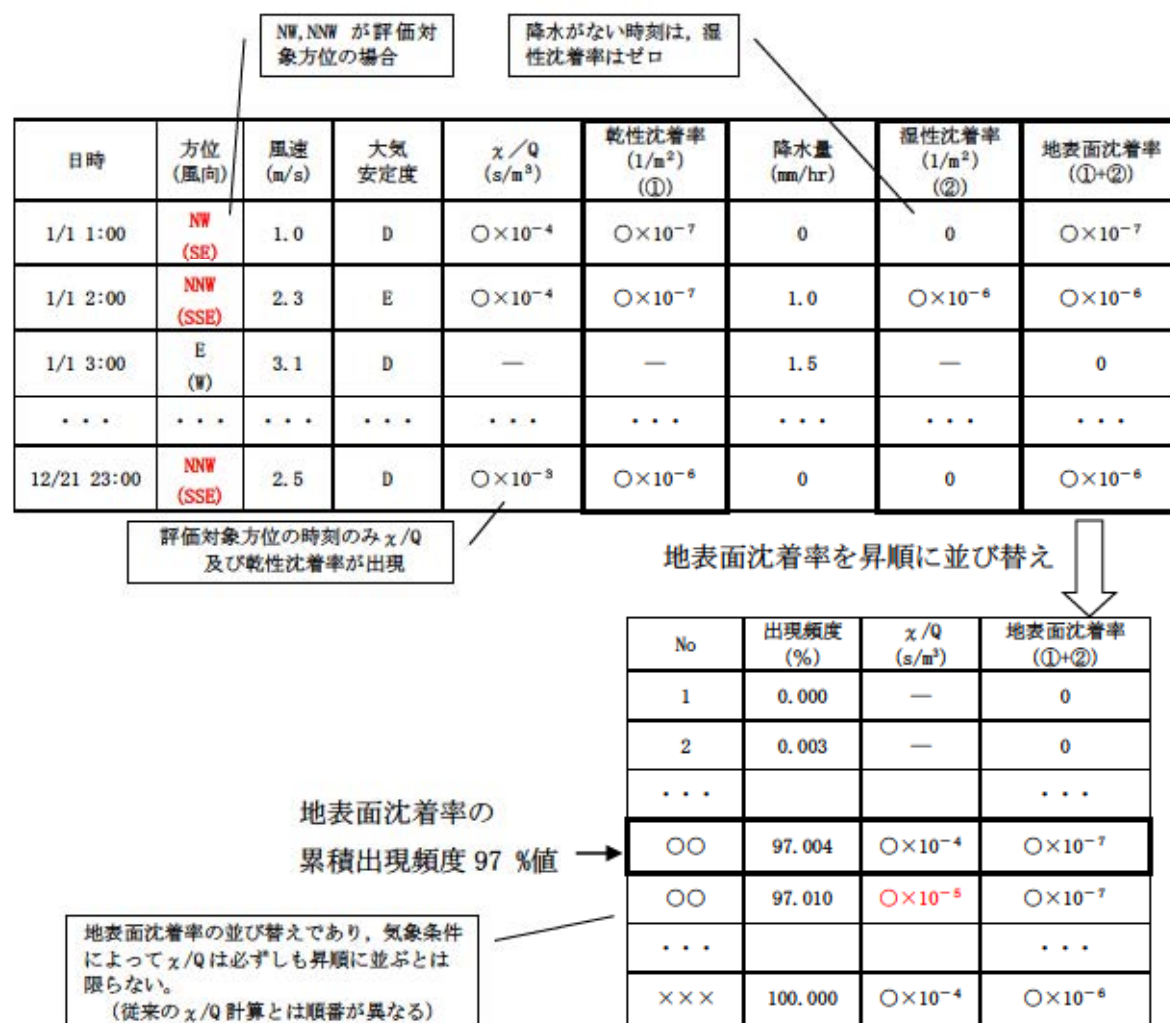 NW,NNW が評価対
象方位の場合
降水がない時刻は，湿
性沈着率はゼロ
日時 方位 (風向) 風速 (m/s) 大気 安定度 χ／Q (s/m³) 乾性沈着率 (1/m²) (①) 降水量 (mm/hr) 湿性沈着率 (1/m²) (②) 地表面沈着率 (①+②)
1/1 1:00 NW (SE) 1.0 D ○×10⁻⁴ ○×10⁻⁷ 0 0 ○×10⁻⁷
1/1 2:00 NNW (SSE) 2.3 E ○×10⁻⁴ ○×10⁻⁷ 1.0 ○×10⁻⁶ ○×10⁻⁶
1/1 3:00 E (W) 3.1 D ― ― 1.5 ― 0
・・・ ・・・ ・・・ ・・・ ・・・ ・・・ ・・・ ・・・ ・・・
12/21 23:00 NNW (SSE) 2.5 D ○×10⁻³ ○×10⁻⁶ 0 0 ○×10⁻⁶
評価対象方位の時刻のみχ/Q
及び乾性沈着率が出現
地表面沈着率を昇順に並び替え
No 出現頻度 (%) χ/Q (s/m³) 地表面沈着率 (①+②)
1 0.000 ― 0
2 0.003 ― 0
・・・ ・・・
地表面沈着率の
累積出現頻度 97 %値
○○ 97.004 ○×10⁻⁴ ○×10⁻⁷
○○ 97.010 ○×10⁻⁵ ○×10⁻⁷
・・・ ・・・
××× 100.000 ○×10⁻⁴ ○×10⁻⁶
地表面沈着率の並び替えであり，気象条件
によってχ/Qは必ずしも昇順に並ぶとは
限らない。
（従来のχ/Q計算とは順番が異なる）